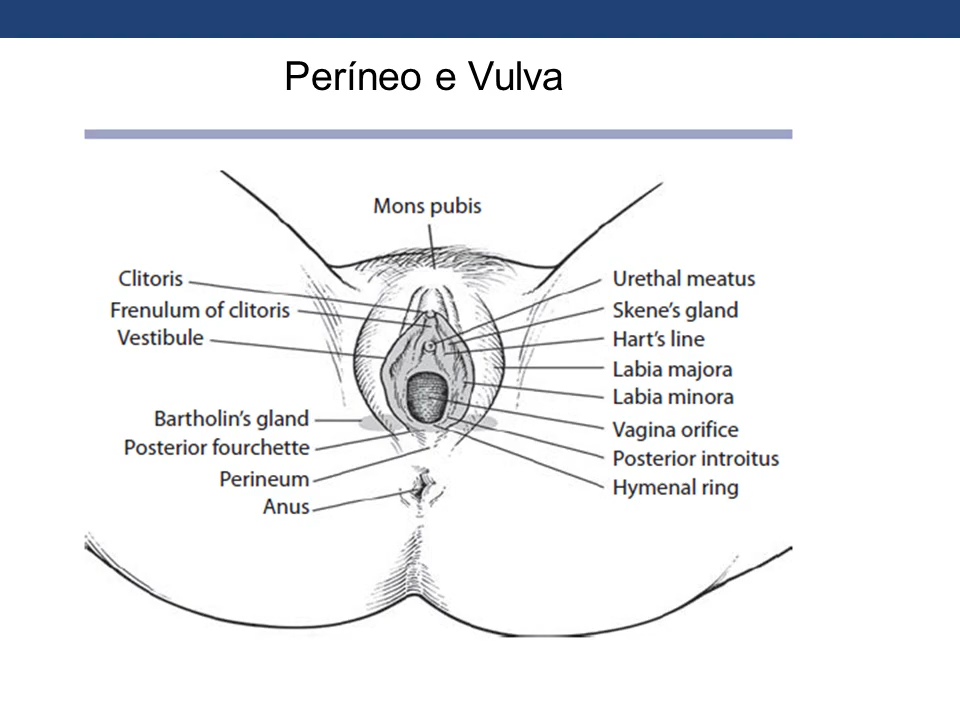 Períneo e Vulva
Mons pubis
Clitoris
Frenulum of clitoris
Vestibule
Bartholin's gland
Posterior fourchette
Perineum
Anus
Urethal meatus
Skene's gland
Hart's line
Labia majora
Labia minora
Vagina orifice
Posterior introitus
Hymenal ring